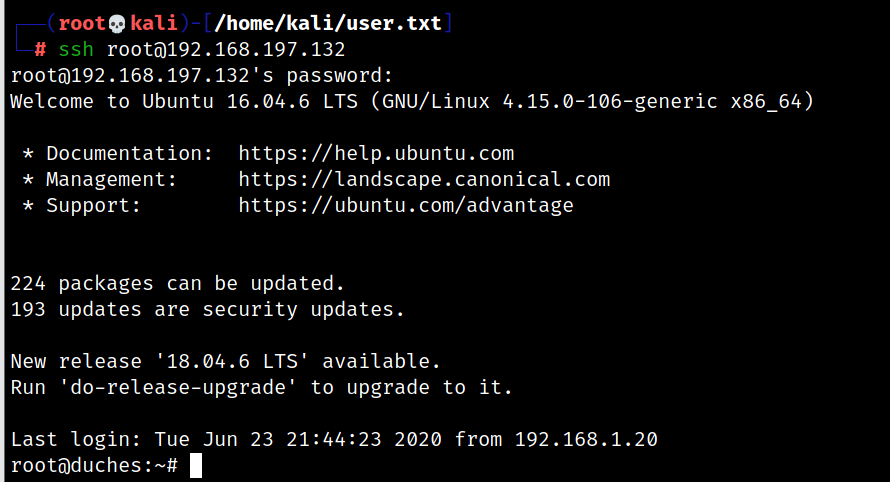 ┌──(root💀kali)-[/home/kali/user.txt]
└─# ssh root@192.168.197.132
root@192.168.197.132's password:
Welcome to Ubuntu 16.04.6 LTS (GNU/Linux 4.15.0-106-generic x86_64)
* Documentation:  https://help.ubuntu.com
* Management:     https://landscape.canonical.com
* Support:        https://ubuntu.com/advantage
224 packages can be updated.
193 updates are security updates.
New release '18.04.6 LTS' available.
Run 'do-release-upgrade' to upgrade to it.
Last login: Tue Jun 23 21:44:23 2020 from 192.168.1.20
root@duches:~#